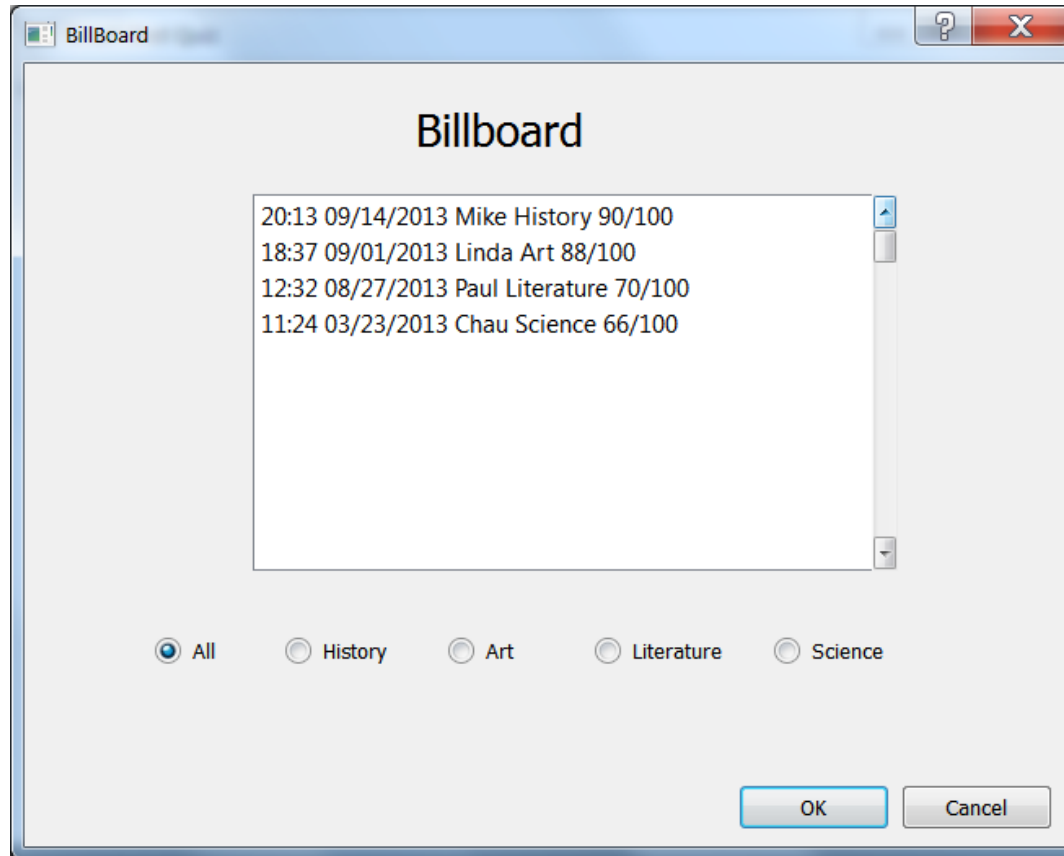 BillBoard
Billboard
20:13 09/14/2013 Mike History 90/100
18:37 09/01/2013 Linda Art 88/100
12:32 08/27/2013 Paul Literature 70/100
11:24 03/23/2013 Chau Science 66/100
All History Art Literature Science
OK Cancel